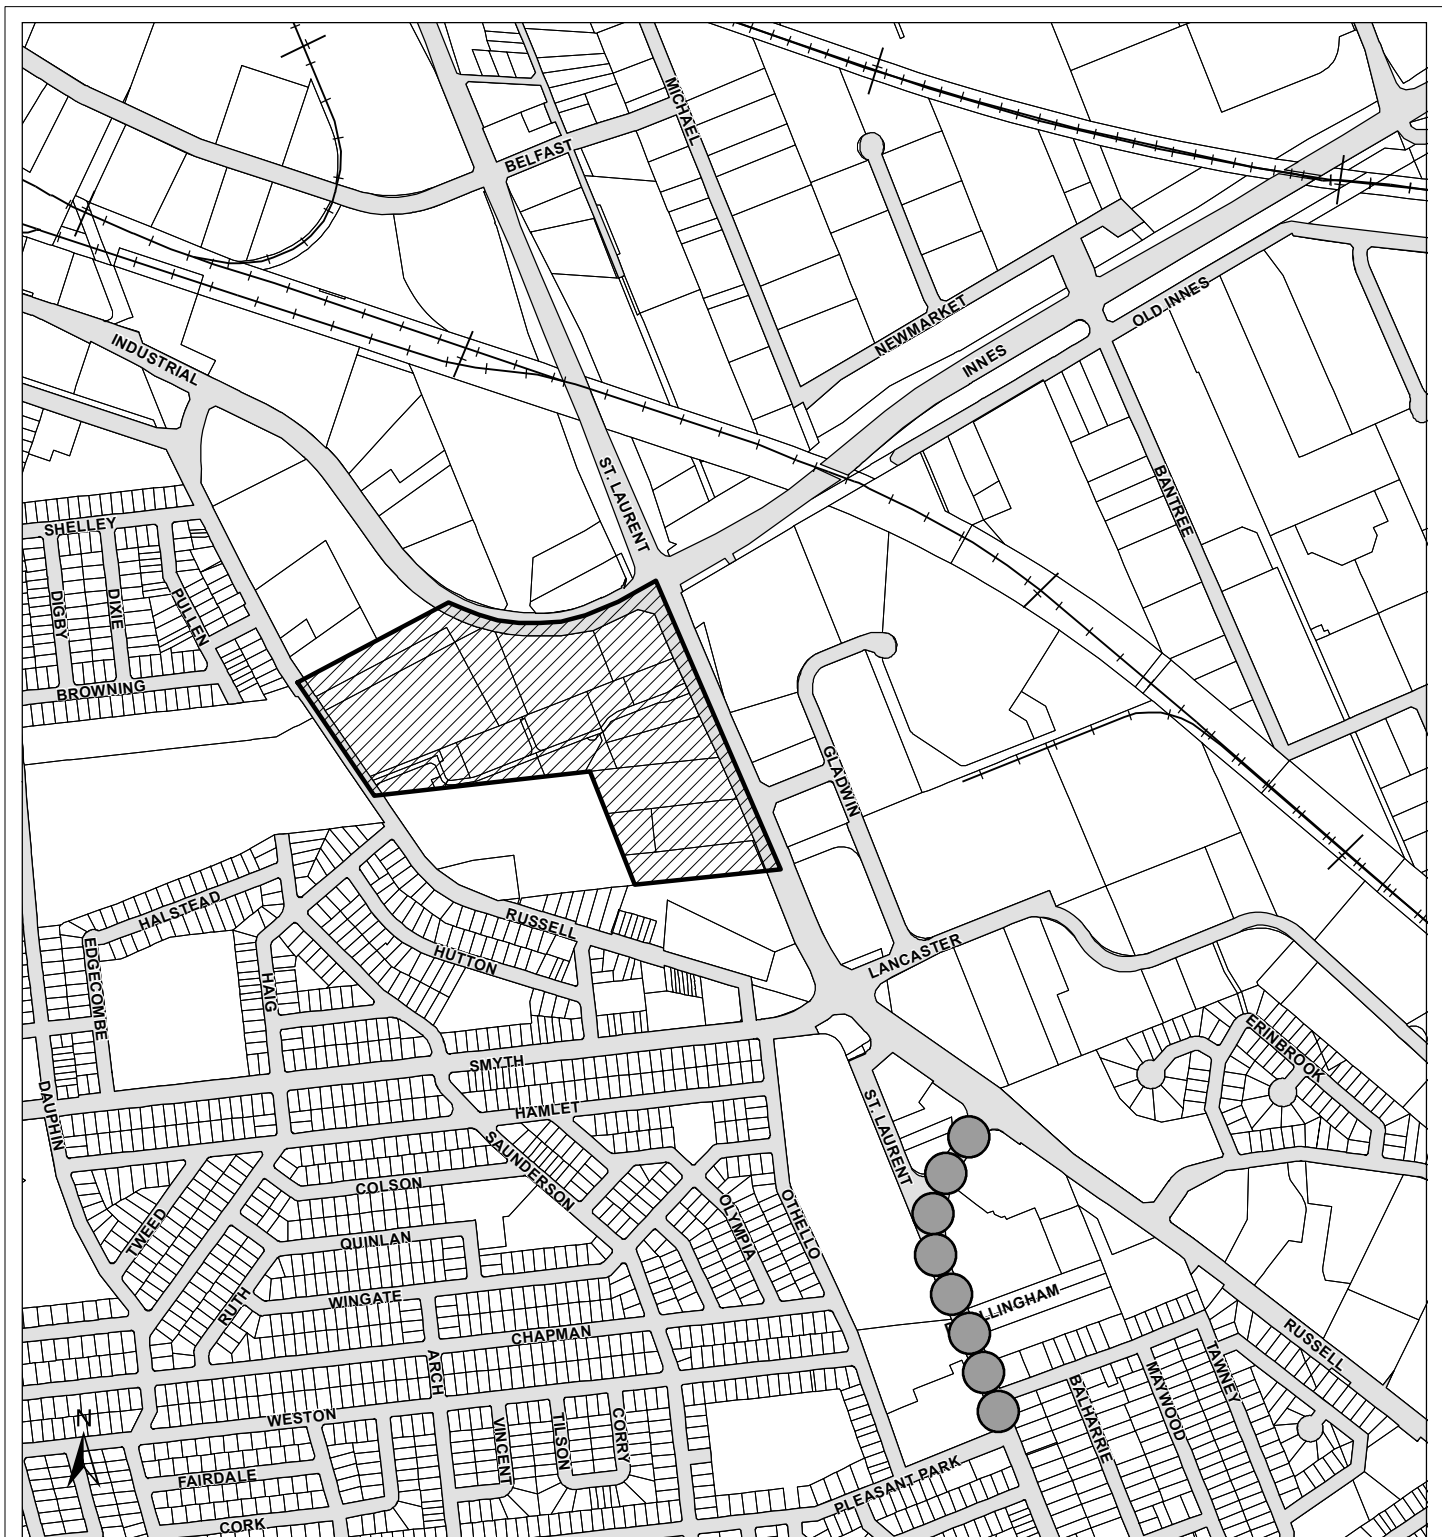 MICHAEL
BELFAST
INDUSTRIAL
NEWMARKET
OLD INNES
INNES
ST. LAURENT
BANTREE
SHELLEY
DIGBY
DIXIE
PULLEN
BROWNING
GLADWIN
HALSTEAD
RUSSELL
EDGECOMBE
HUTTON
LANCASTER
HAIG
ERINBROOK
SMYTH
DAUPHIN
HAMLET
ST. LAURENT
SAUNDERSON
COLSON
TWEED
OTHELLO
OLYMPIA
QUINLAN
RUTH
WINGATE
LLINGHAM
CHAPMAN
RUSSELL
ARCH
TAWNEY
MAYWOOD
BALHARRIE
N
WESTON
VINCENT
TILSON
CORRY
FAIRDALE
PLEASANT PARK
CORK